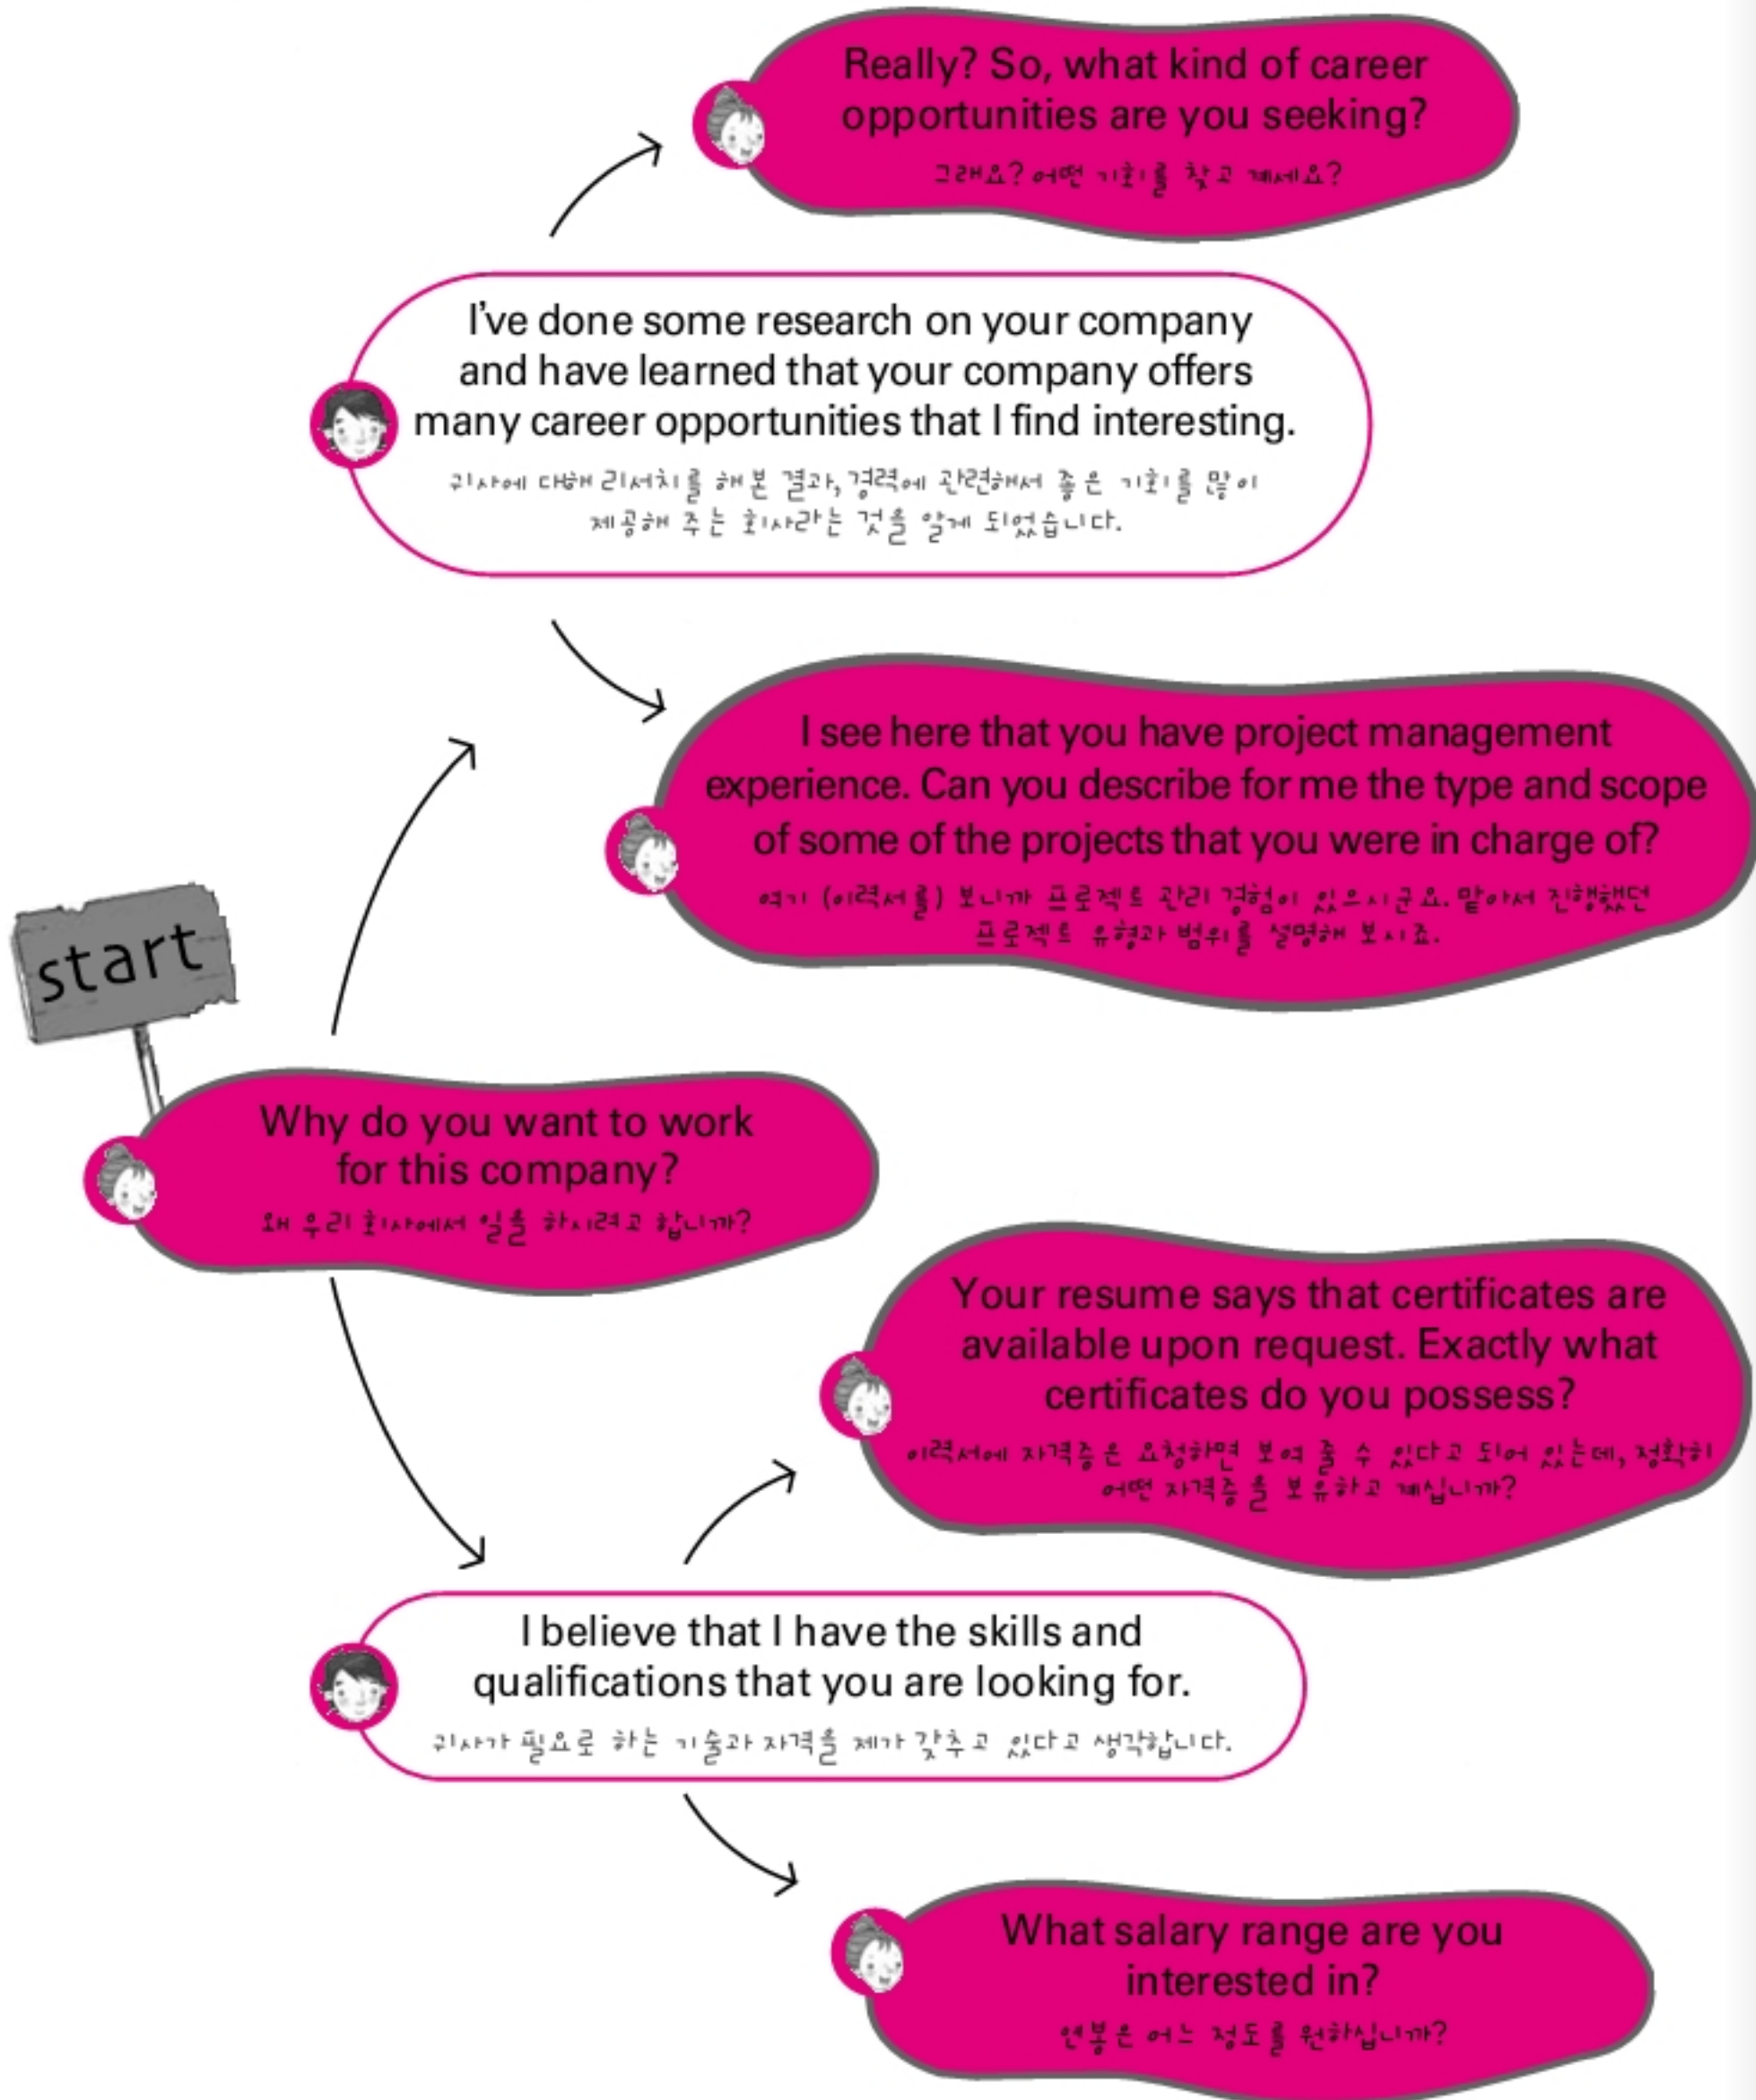 Really? So, what kind of career
opportunities are you seeking?
그래요? 어떤 기회를 찾고 계세요?
I've done some research on your company
and have learned that your company offers
many career opportunities that I find interesting.
귀사에 대해 리서치를 해본 결과, 경력에 관련해서 좋은 기회를 많이
제공해 주는 회사라는 것을 알게 되었습니다.
I see here that you have project management
experience. Can you describe for me the type and scope
of some of the projects that you were in charge of?
여기 (이력서를) 보니까 프로젝트 관리 경험이 있으시군요. 맡아서 진행했던
프로젝트 유형과 범위를 설명해 보시죠.
start
Why do you want to work
for this company?
왜 우리 회사에서 일을 하시려고 합니까?
Your resume says that certificates are
available upon request. Exactly what
certificates do you possess?
이력서에 자격증은 요청하면 보여 줄 수 있다고 되어 있는데, 정확히
어떤 자격증을 보유하고 계십니까?
I believe that I have the skills and
qualifications that you are looking for.
귀사가 필요로 하는 기술과 자격을 제가 갖추고 있다고 생각합니다.
What salary range are you
interested in?
연봉은 어느 정도를 원하십니까?